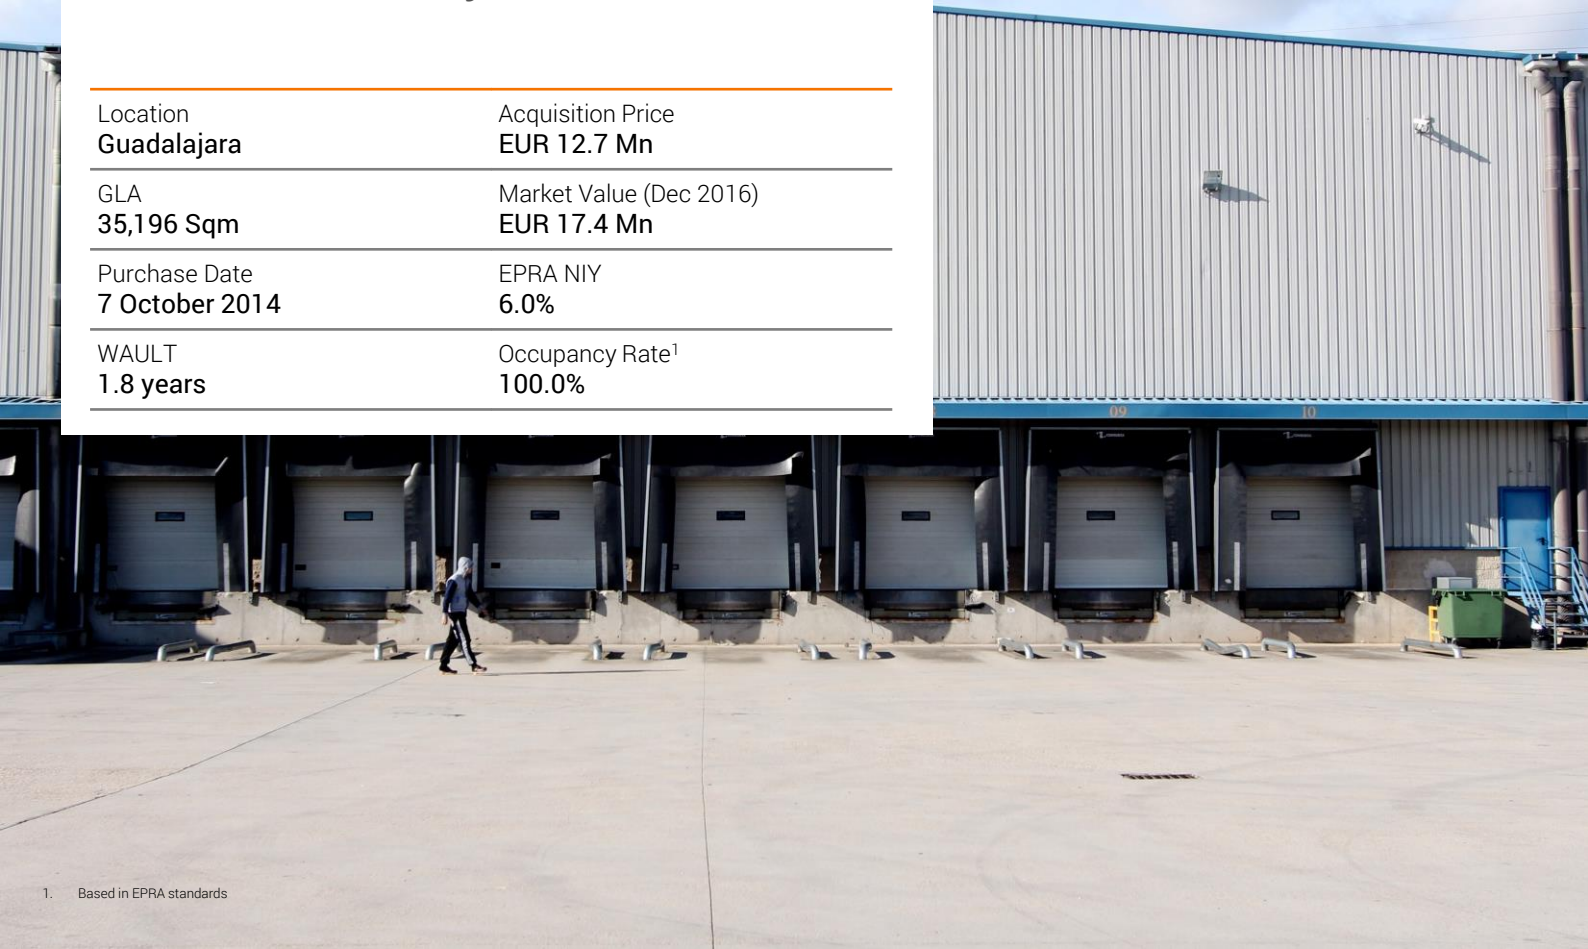 Location
Guadalajara
Acquisition Price
EUR 12.7 Mn
GLA
35,196 Sqm
Market Value (Dec 2016)
EUR 17.4 Mn
Purchase Date
7 October 2014
EPRA NIY
6.0%
WAULT
1.8 years
Occupancy Rate¹
100.0%
09
10
1. Based in EPRA standards